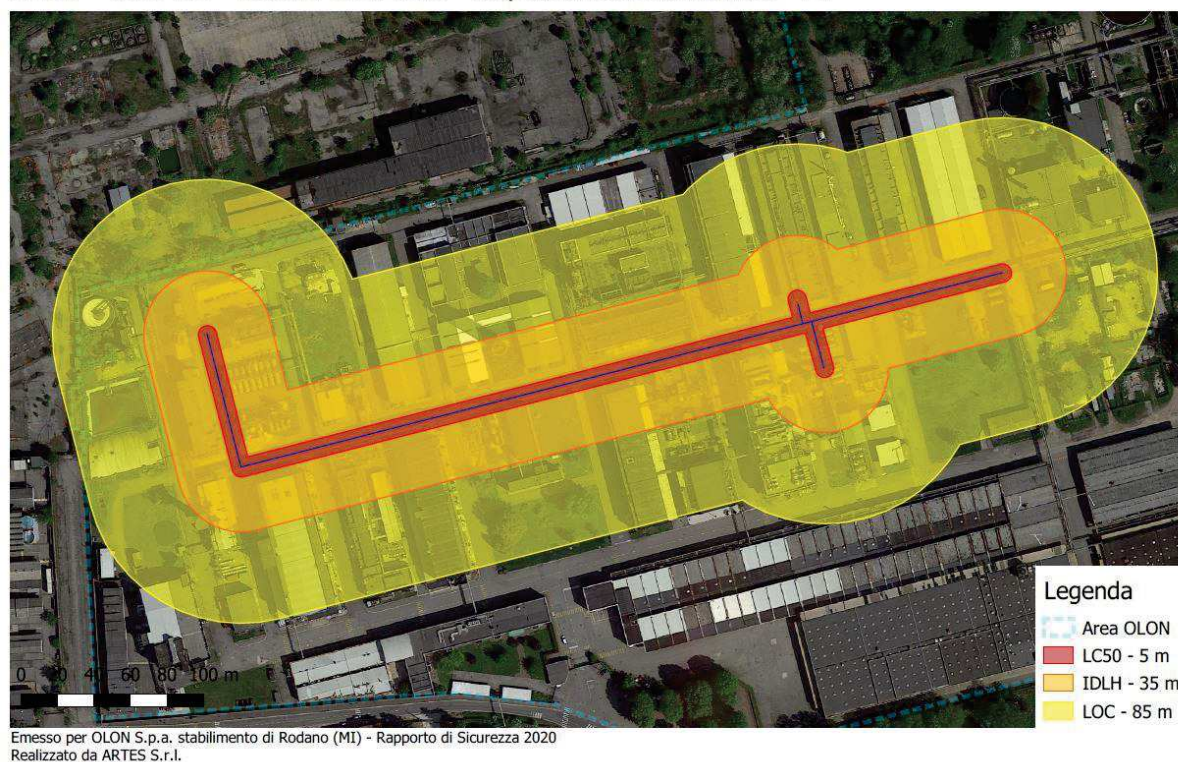 Legenda
Area OLON
LC50 - 5 m
IDLH - 35 m
LOC - 85 m
0 20 40 60 80 100 m
Emesso per OLON S.p.a. stabilimento di Rodano (MI) - Rapporto di Sicurezza 2020
Realizzato da ARTES S.r.l.